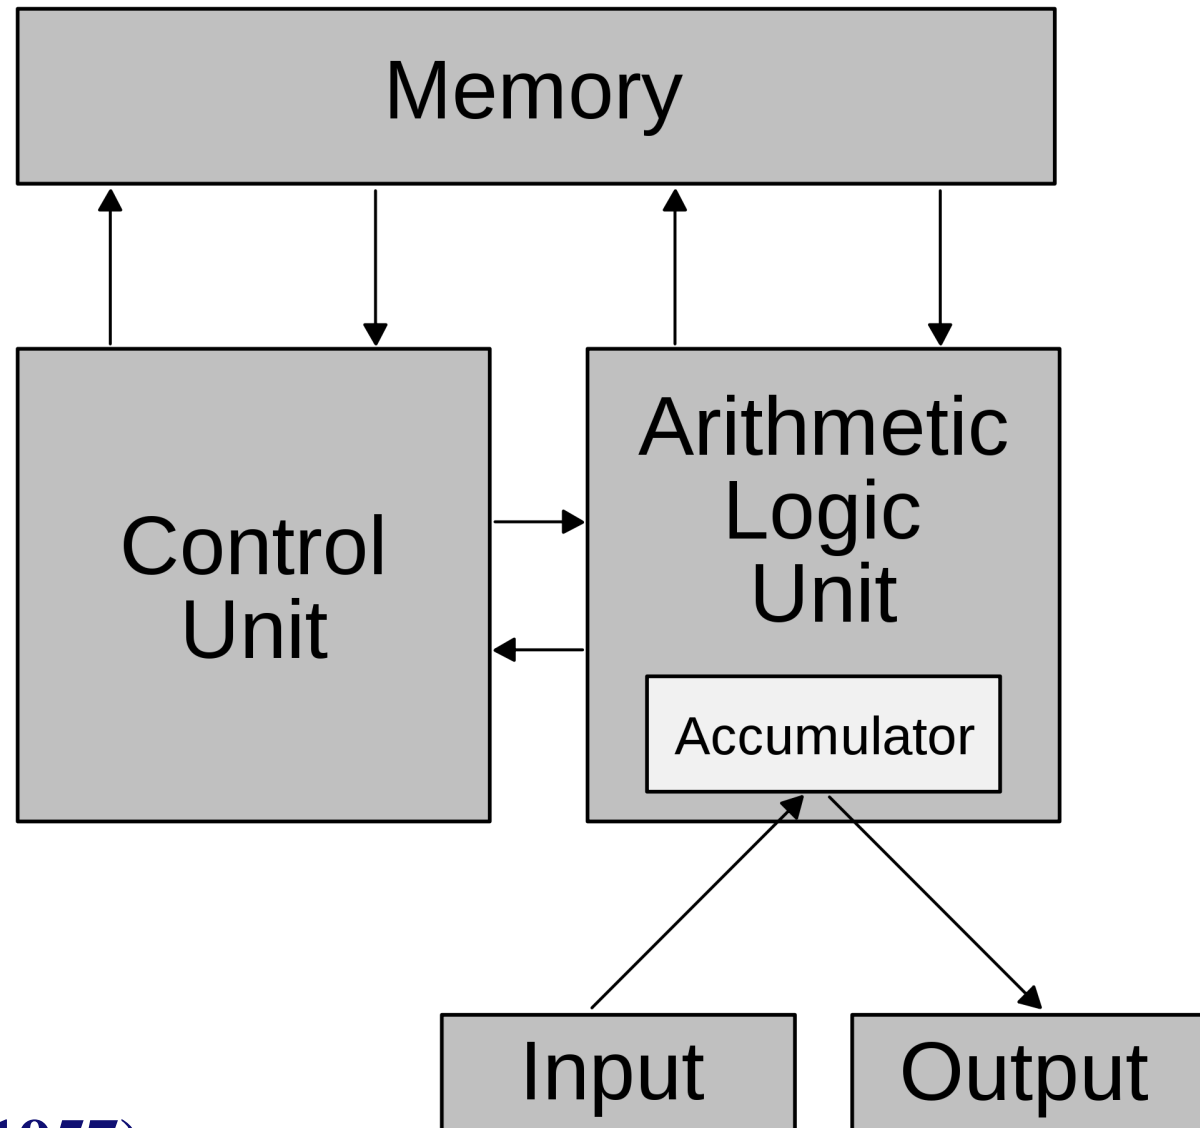 Memory
Control
Unit
Arithmetic
Logic
Unit
Accumulator
Input
Output